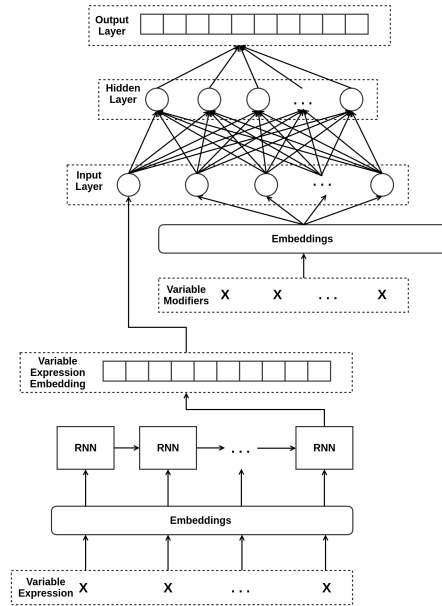 Output
Layer
Hidden
Layer
. . .
Input
Layer
. . .
Embeddings
Variable
Modifiers X X . . . X
Variable
Expression
Embedding
RNN RNN . . . RNN
Embeddings
Variable
Expression X X . . . X